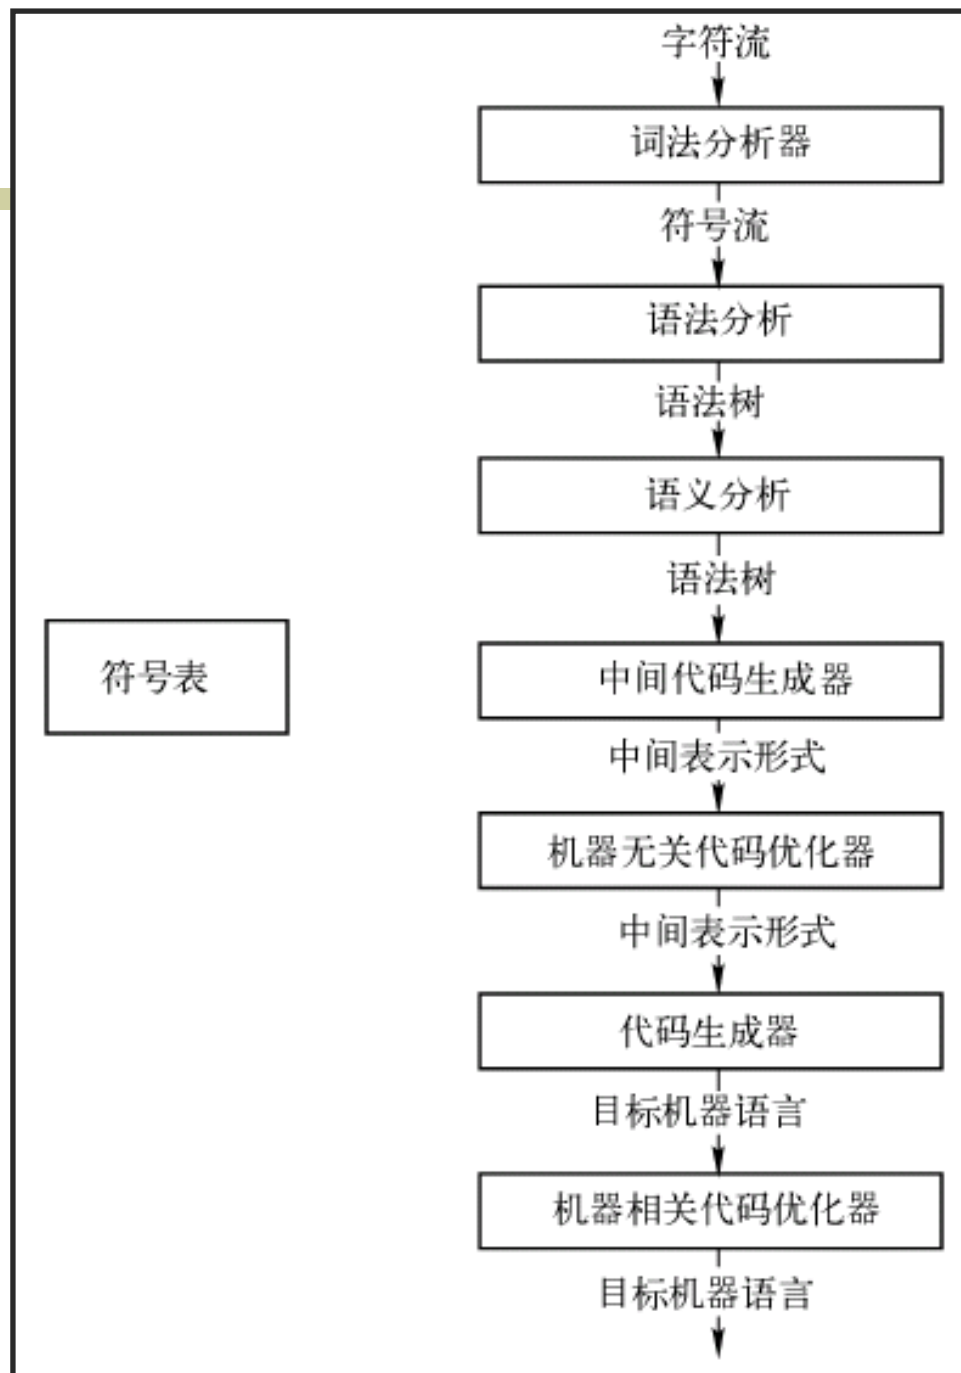 字符流
词法分析器
符号流
语法分析
语法树
语义分析
语法树
符号表
中间代码生成器
中间表示形式
机器无关代码优化器
中间表示形式
代码生成器
目标机器语言
机器相关代码优化器
目标机器语言